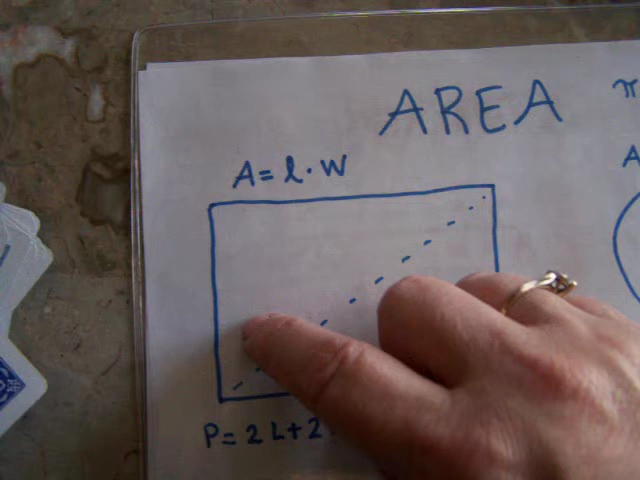 AREA
π
A = l · W
A
P = 2 L + 2